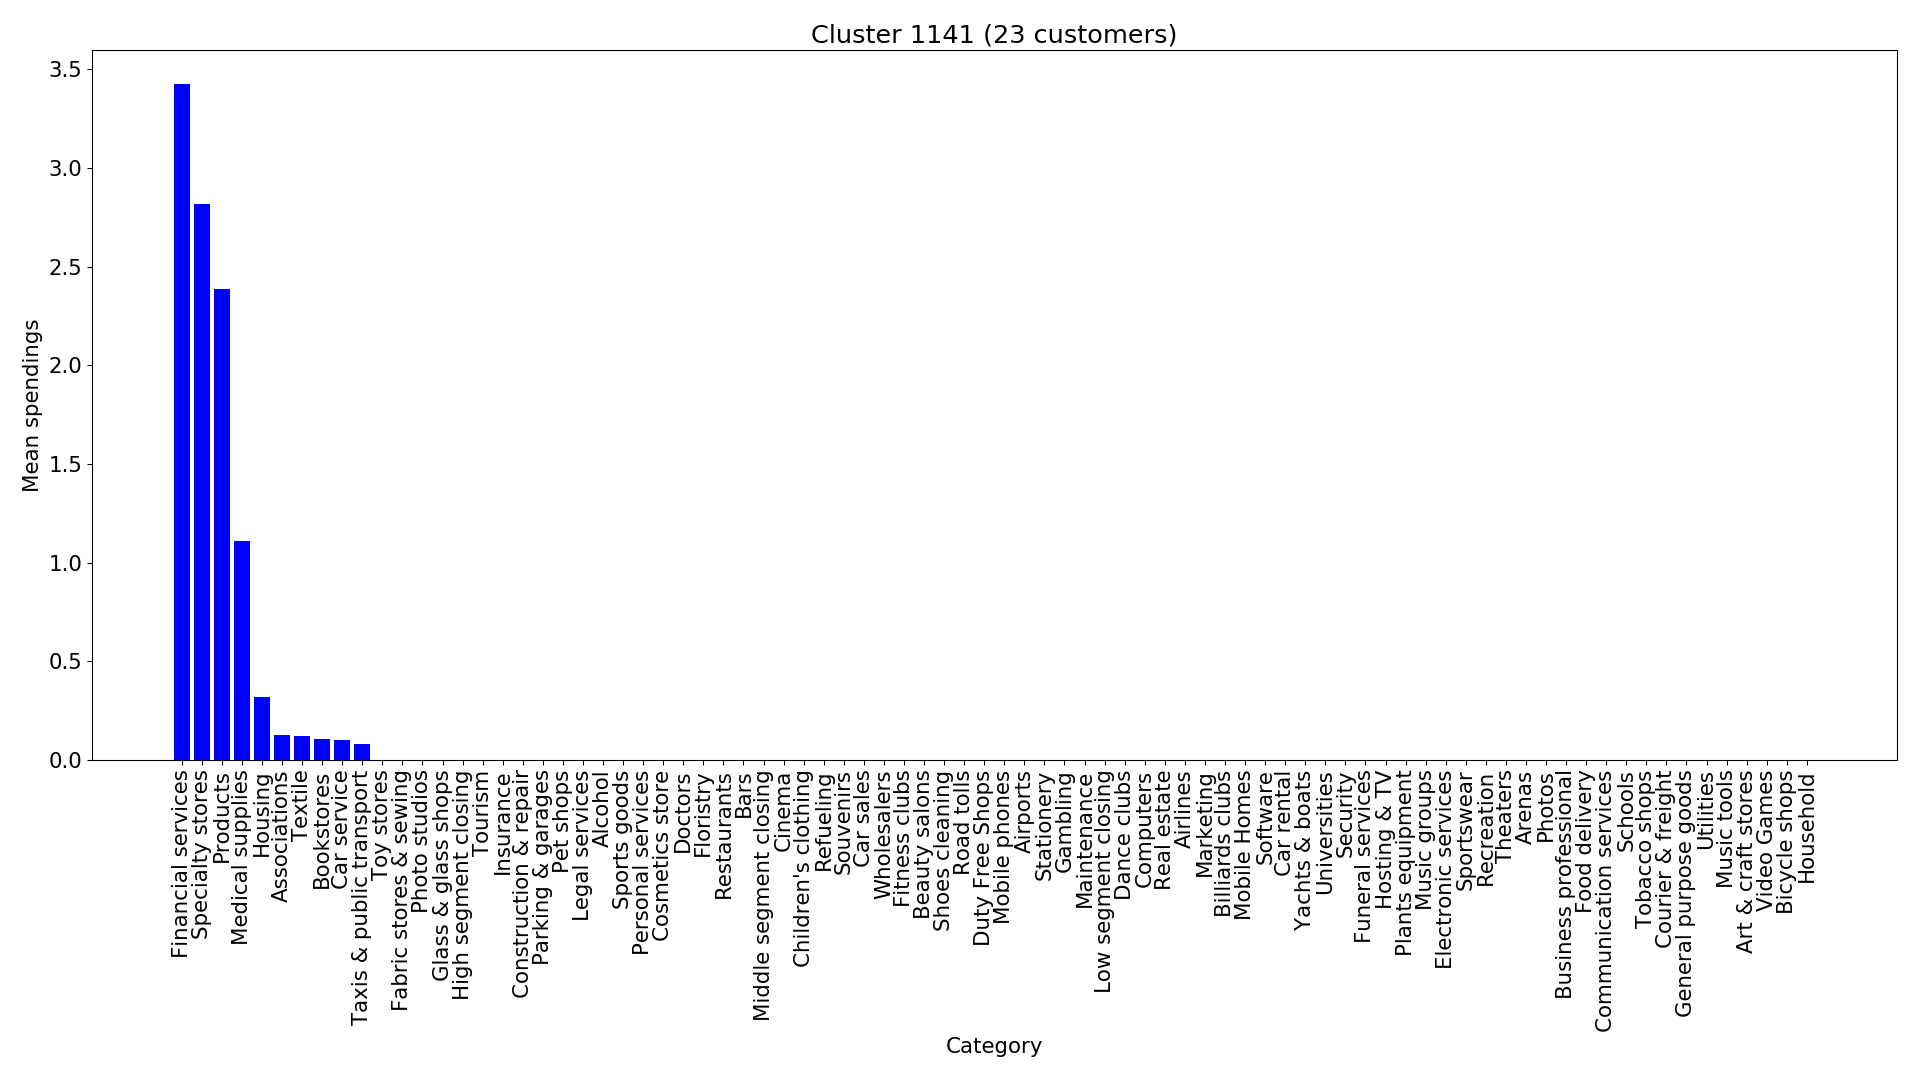 Cluster 1141 (23 customers)
Mean spendings
3.5
3.0
2.5
2.0
1.5
1.0
0.5
0.0
Financial services
Specialty stores
Products
Medical supplies
Housing
Associations
Textile
Bookstores
Car service
Taxis & public transport
Toy stores
Fabric stores & sewing
Photo studios
Glass & glass shops
High segment closing
Tourism
Insurance
Construction & repair
Parking & garages
Pet shops
Legal services
Alcohol
Sports goods
Personal services
Cosmetics store
Doctors
Floristry
Restaurants
Bars
Middle segment closing
Cinema
Children's clothing
Refueling
Souvenirs
Car sales
Wholesalers
Fitness clubs
Beauty salons
Shoes cleaning
Road tolls
Duty Free Shops
Mobile phones
Airports
Stationery
Gambling
Maintenance
Low segment closing
Dance clubs
Computers
Real estate
Airlines
Marketing
Billiards clubs
Mobile Homes
Software
Car rental
Yachts & boats
Universities
Security
Funeral services
Hosting & TV
Plants equipment
Music groups
Electronic services
Sportswear
Recreation
Theaters
Arenas
Photos
Business professional
Food delivery
Communication services
Schools
Tobacco shops
Courier & freight
General purpose goods
Utilities
Music tools
Art & craft stores
Video Games
Bicycle shops
Household
Category